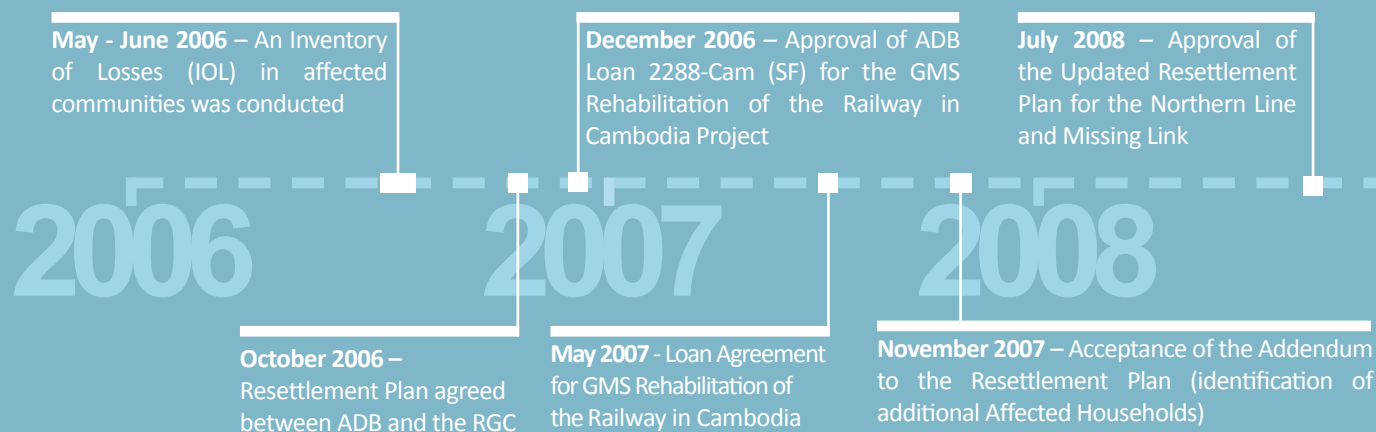 May - June 2006 – An Inventory
of Losses (IOL) in affected
communities was conducted
December 2006 – Approval of ADB
Loan 2288-Cam (SF) for the GMS
Rehabilitation of the Railway in
Cambodia Project
July 2008 – Approval of
the Updated Resettlement
Plan for the Northern Line
and Missing Link
2006
2007
2008
October 2006 –
Resettlement Plan agreed
between ADB and the RGC
May 2007 - Loan Agreement
for GMS Rehabilitation of
the Railway in Cambodia
November 2007 – Acceptance of the Addendum
to the Resettlement Plan (identification of
additional Affected Households)